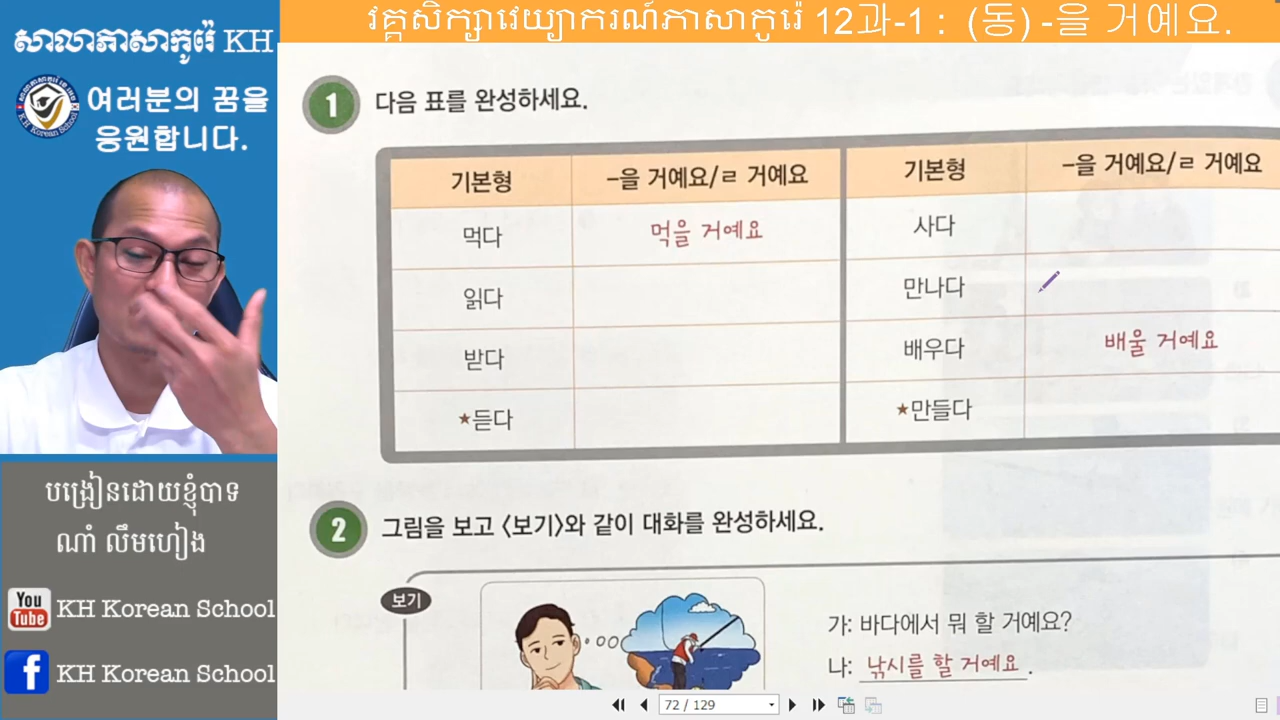 វគ្គសិក្សាវេយ្យាករណ៍ភាសាកូរ៉េ 12과-1 : (동) -을 거예요.
សាលាភាសាកូរ៉េ KH
여러분의 꿈을
응원합니다.
KH Korean School
បង្រៀនដោយខ្ញុំបាទ
ណាំ លឹមហៀង
You
Tube
KH Korean School
f KH Korean School
1 다음 표를 완성하세요.
기본형 –을 거예요/ㄹ 거예요 기본형 –을 거예요/ㄹ 거예요
먹다 먹을 거예요 사다
읽다 만나다
받다 배우다 배울 거예요
★듣다 ★만들다
2 그림을 보고 〈보기〉와 같이 대화를 완성하세요.
보기
가: 바다에서 뭐 할 거예요?
나: 낚시를 할 거예요.
72 / 129